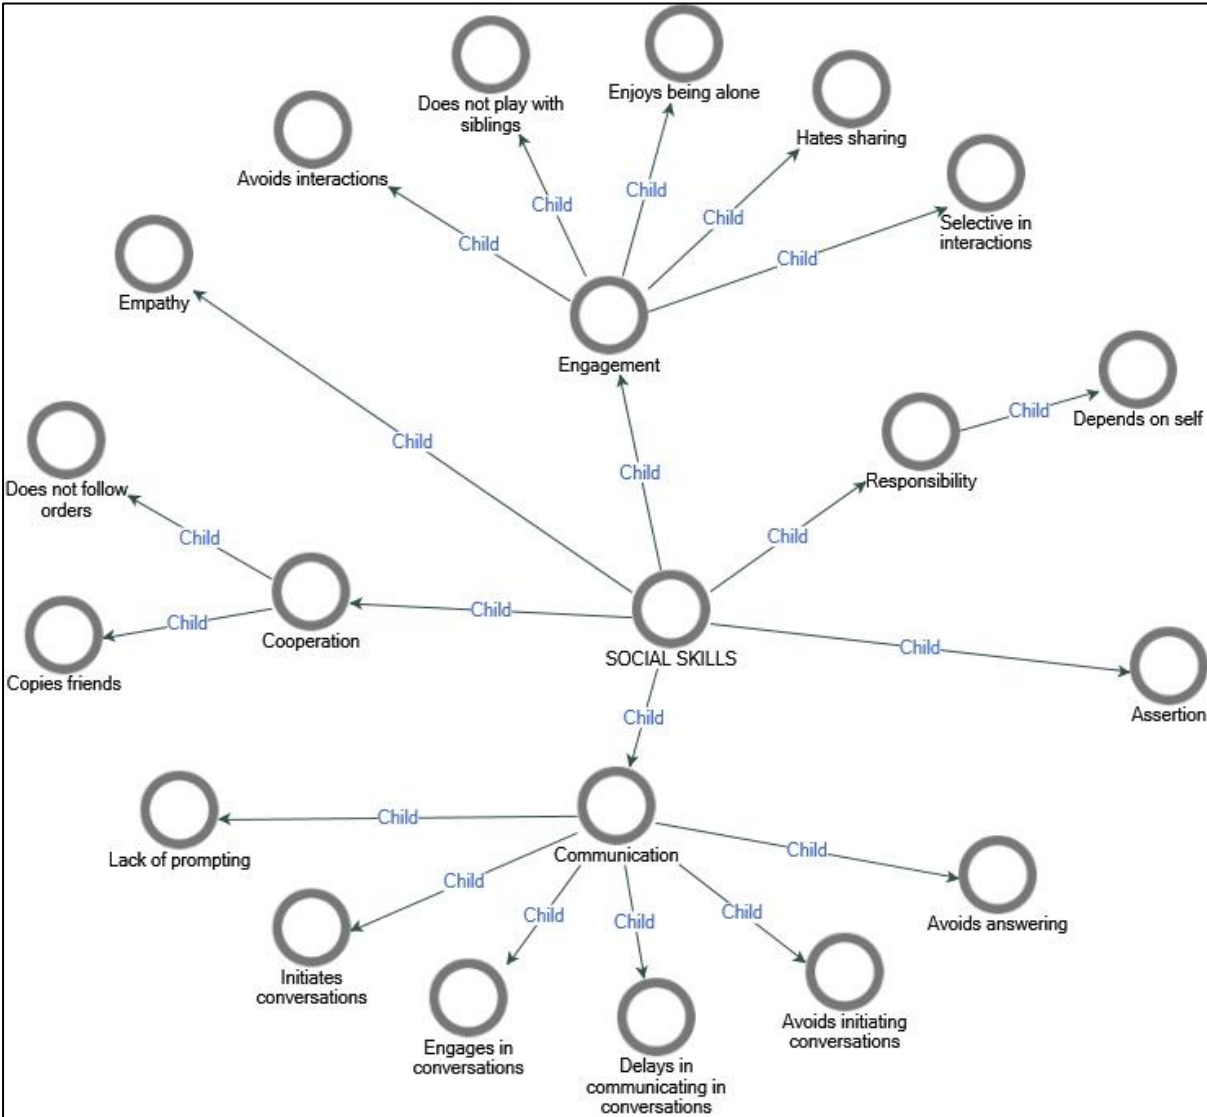 Enjoys being alone
Does not play with
siblings
Hates sharing
Avoids interactions
Child
Child
Child
Child
Selective in
interactions
Child
Child
Empathy
Engagement
Child
Depends on self
Child
Child
Responsibility
Does not follow
orders
Child
Child
Child
Child
Cooperation
Child
SOCIAL SKILLS
Copies friends
Child
Assertion
Child
Lack of prompting
Communication
Child
Child
Child
Child
Child
Avoids answering
Initiates
conversations
Engages in
conversations
Delays in
communicating in
conversations
Avoids initiating
conversations